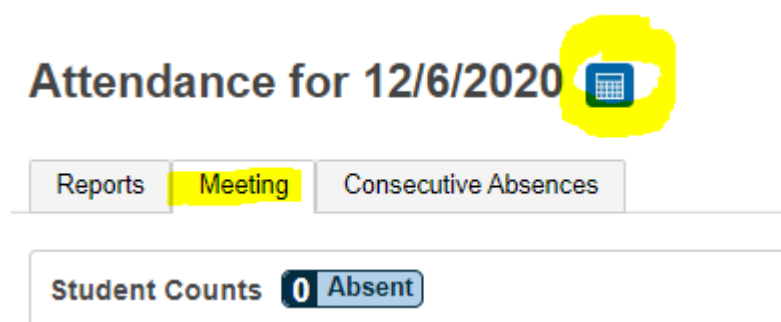 Attendance for 12/6/2020
Reports Meeting Consecutive Absences
Student Counts 0 Absent